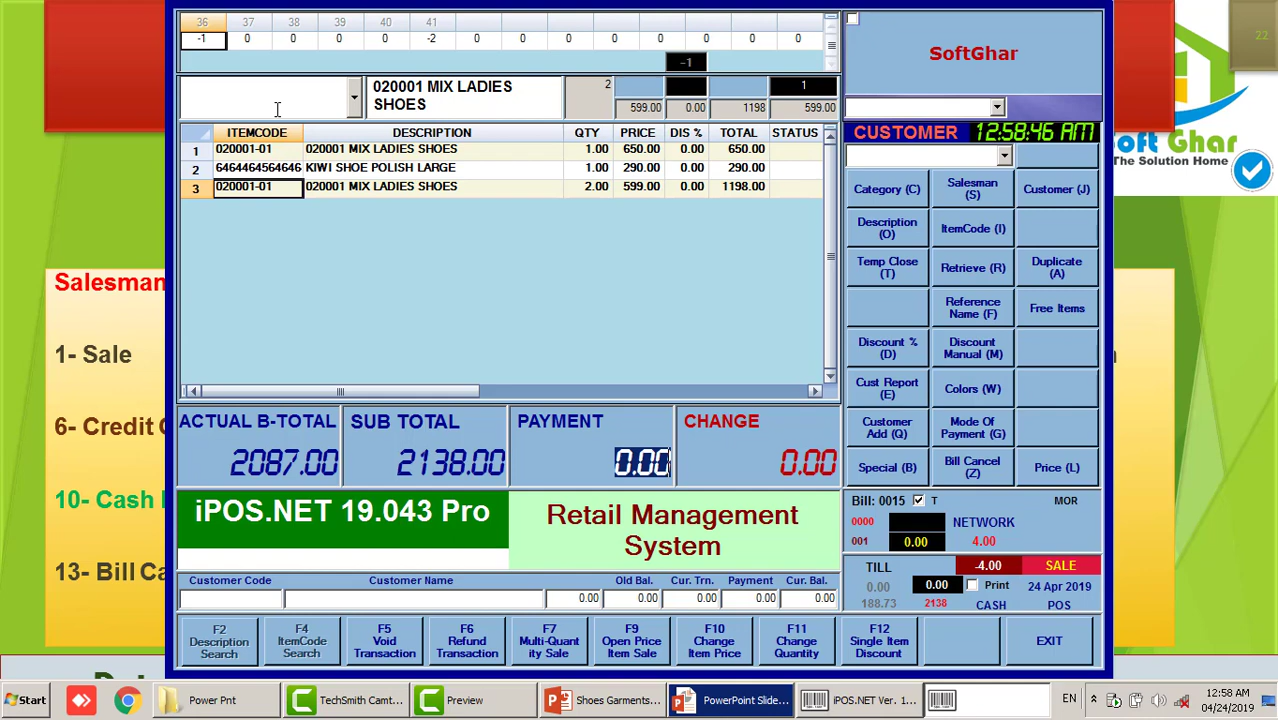 36 37 38 39 40 41
-1 0 0 0 0 -2 0 0 0 0 0 0 0 0
-1
SoftGhar
22
020001 MIX LADIES
SHOES
2
1
599.00 0.00 1198 599.00
CUSTOMER 12:58:46 AM
Soft Ghar
The Solution Home
ITEMCODE DESCRIPTION QTY PRICE DIS % TOTAL STATUS
1 020001-01 020001 MIX LADIES SHOES 1.00 650.00 0.00 650.00
2 6464464564646 KIWI SHOE POLISH LARGE 1.00 290.00 0.00 290.00
3 020001-01 020001 MIX LADIES SHOES 2.00 599.00 0.00 1198.00
Category (C) Salesman (S) Customer (J)
Description (O) ItemCode (I)
Temp Close (T) Retrieve (R) Duplicate (A)
Reference Name (F) Free Items
Discount % (D) Discount Manual (M)
Cust Report (E) Colors (W)
Customer Add (Q) Mode Of Payment (G)
Special (B) Bill Cancel (Z) Price (L)
Salesman
1- Sale
6- Credit C
10- Cash
13- Bill Ca
ACTUAL B-TOTAL SUB TOTAL PAYMENT CHANGE
2087.00 2138.00 0.00 0.00
iPOS.NET 19.043 Pro
Retail Management
System
Bill: 0015 T MOR
0000 NETWORK
001 0.00 4.00
TILL -4.00 SALE
0.00 0.00 Print 24 Apr 2019
188.73 2138 CASH POS
Customer Code Customer Name Old Bal. Cur. Trn. Payment Cur. Bal.
0.00 0.00 0.00 0.00
F2 Description Search
F4 ItemCode Search
F5 Void Transaction
F6 Refund Transaction
F7 Multi-Quant ity Sale
F9 Open Price Item Sale
F10 Change Item Price
F11 Change Quantity
F12 Single Item Discount
EXIT
Start Power Pnt TechSmith Camt... Preview Shoes Garments... PowerPoint Slide... iPOS.NET Ver. 1... EN 12:58 AM
04/24/2019